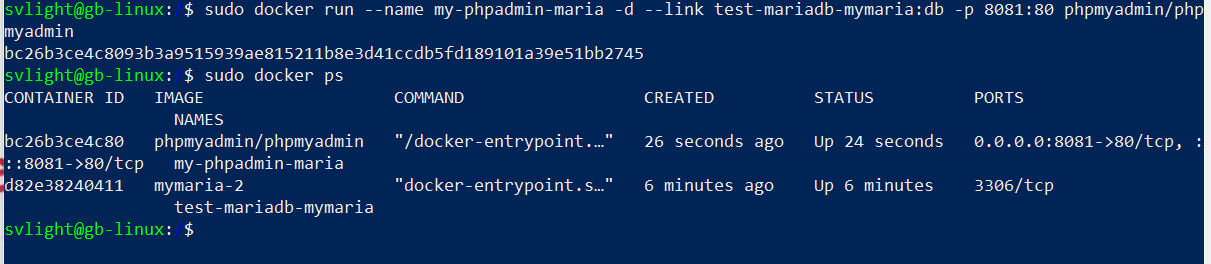 svlight@gb-linux:/$ sudo docker run --name my-phpadmin-maria -d --link test-mariadb-mymaria:db -p 8081:80 phpmyadmin/php
myadmin
bc26b3ce4c8093b3a9515939ae815211b8e3d41ccdb5fd189101a39e51bb2745
svlight@gb-linux:/$ sudo docker ps
CONTAINER ID   IMAGE                   COMMAND                  CREATED          STATUS          PORTS
                 NAMES
bc26b3ce4c80   phpmyadmin/phpmyadmin   "/docker-entrypoint.…"   26 seconds ago   Up 24 seconds   0.0.0.0:8081->80/tcp, :
::8081->80/tcp   my-phpadmin-maria
d82e38240411   mymaria-2               "docker-entrypoint.s…"   6 minutes ago    Up 6 minutes    3306/tcp
                 test-mariadb-mymaria
svlight@gb-linux:/$